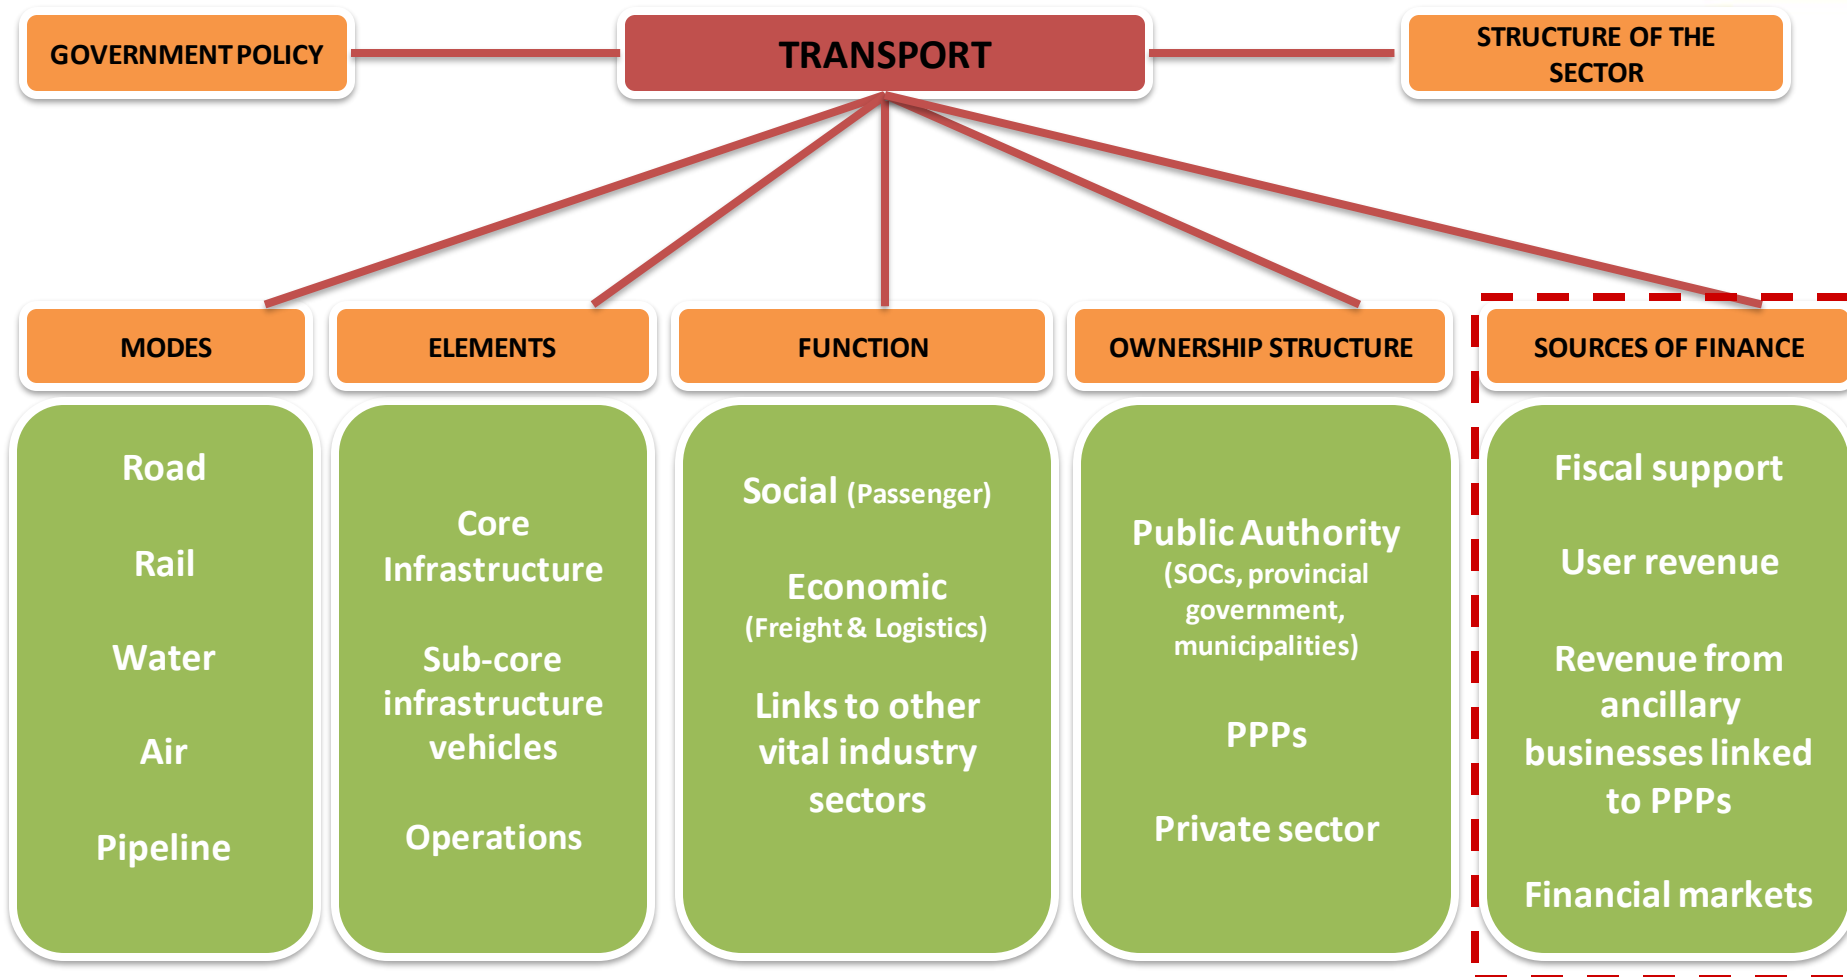 GOVERNMENT POLICY
TRANSPORT
STRUCTURE OF THE
SECTOR
MODES
ELEMENTS
FUNCTION
OWNERSHIP STRUCTURE
SOURCES OF FINANCE
Road
Rail
Water
Air
Pipeline
Core
Infrastructure
Sub-core
infrastructure
vehicles
Operations
Social (Passenger)
Economic
(Freight & Logistics)
Links to other
vital industry
sectors
Public Authority
(SOCs, provincial
government,
municipalities)
PPPs
Private sector
Fiscal support
User revenue
Revenue from
ancillary
businesses linked
to PPPs
Financial markets